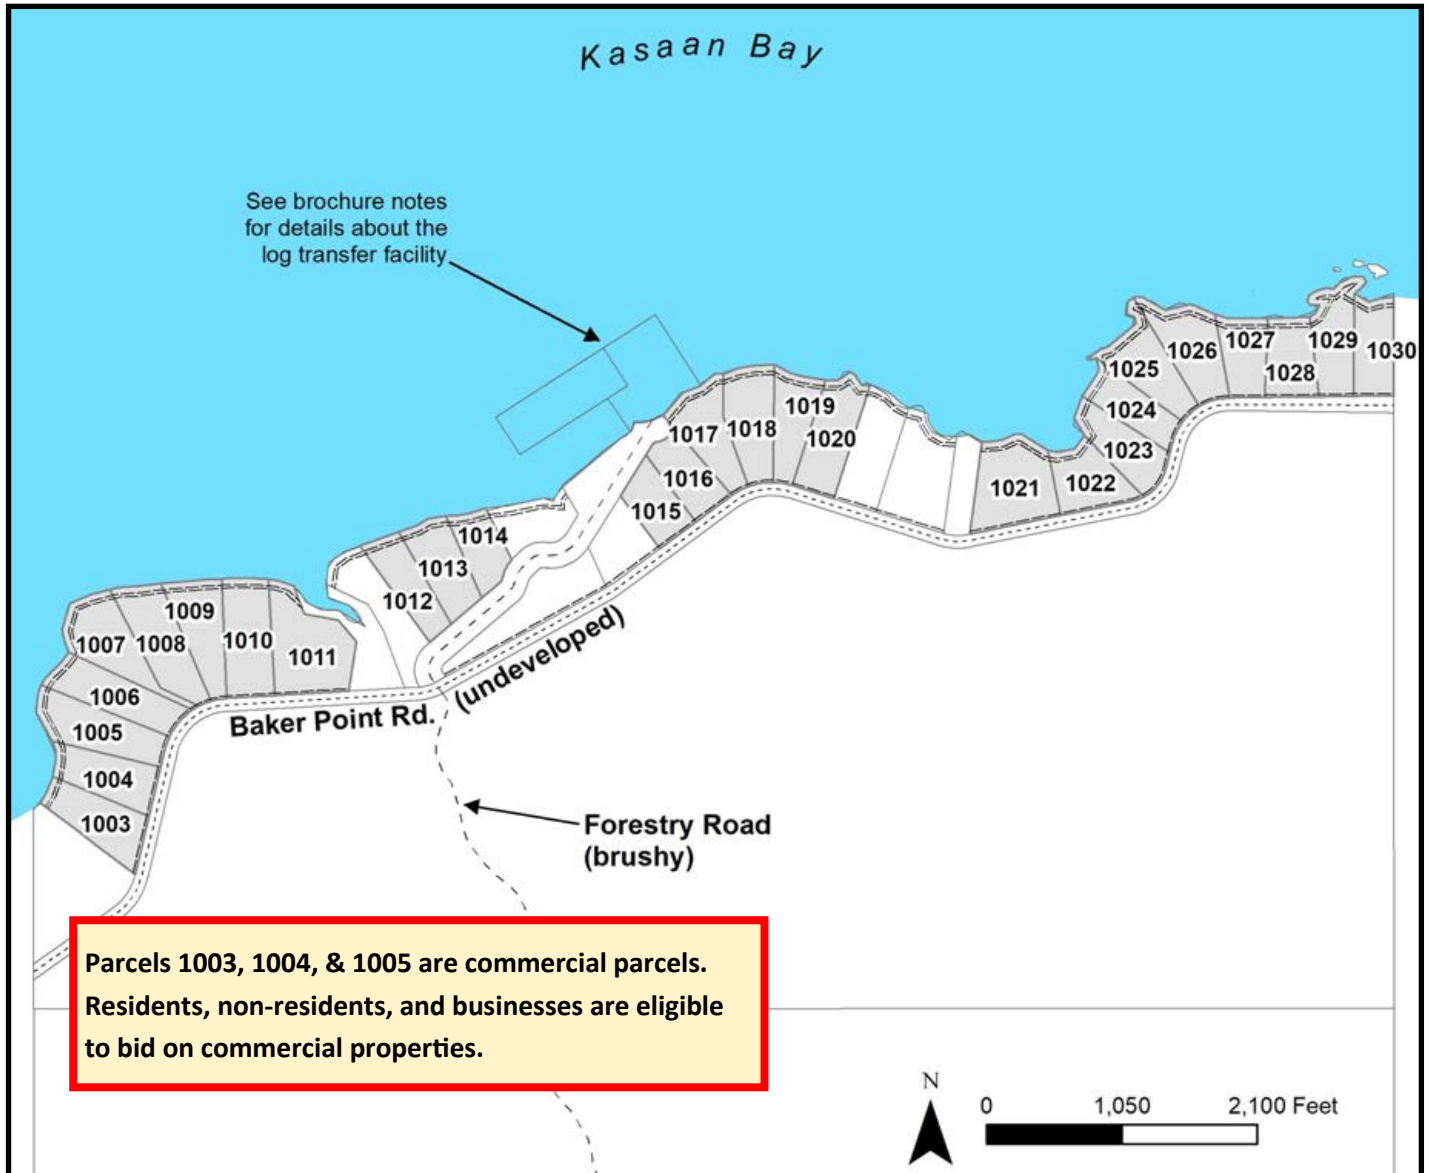 Kasaan Bay
See brochure notes
for details about the
log transfer facility
1029
1027
1026
1030
1025
1028
1019
1024
1017
1018
1020
1023
1016
1022
1021
1015
1014
1013
1012
1009
1007
1008
1010
1011
1006
(undeveloped)
Baker Point Rd.
1005
1004
1003
Forestry Road
(brushy)
Parcels 1003, 1004, & 1005 are commercial parcels.
Residents, non-residents, and businesses are eligible
to bid on commercial properties.
N
0 1,050 2,100 Feet